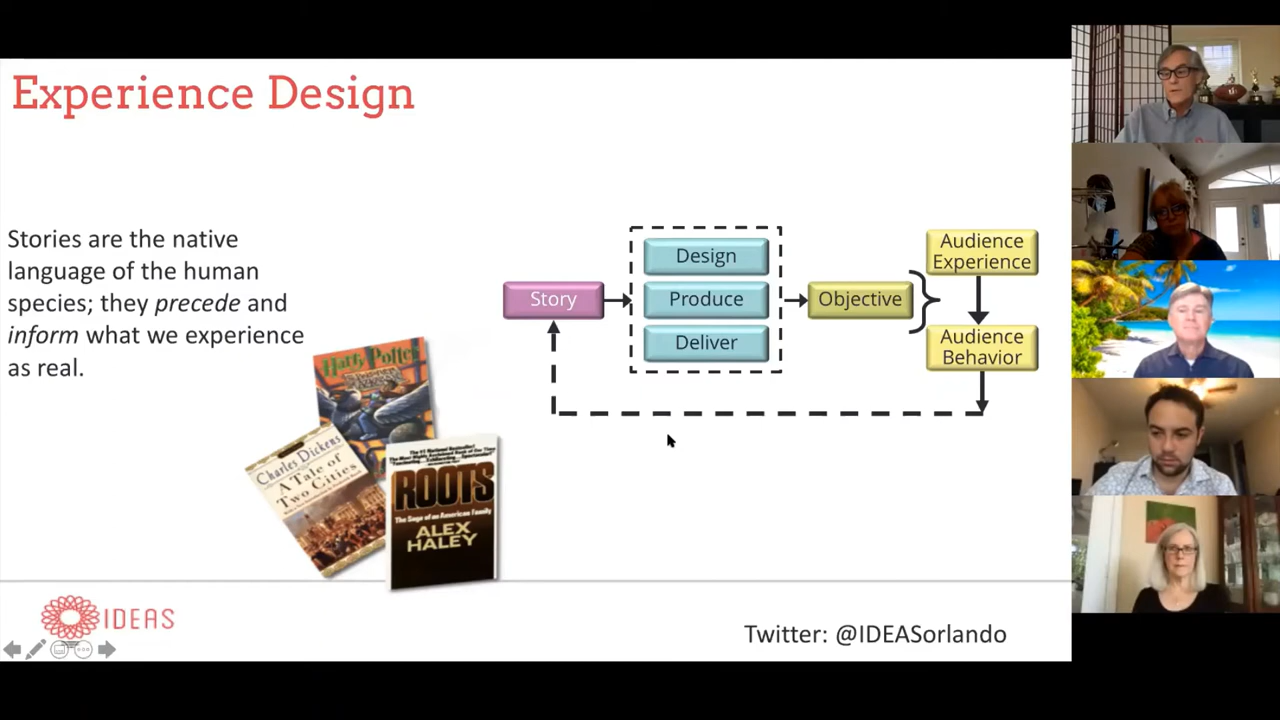 Experience Design
Stories are the native
language of the human
species; they precede and
inform what we experience
as real.
Harry Potter
Charles Dickens
A Tale of
Two Cities
ROOTS
The Saga of an American Family
ALEX
HALEY
Story
Design
Produce
Deliver
Objective
Audience
Experience
Audience
Behavior
IDEAS
Twitter: @IDEASorlando